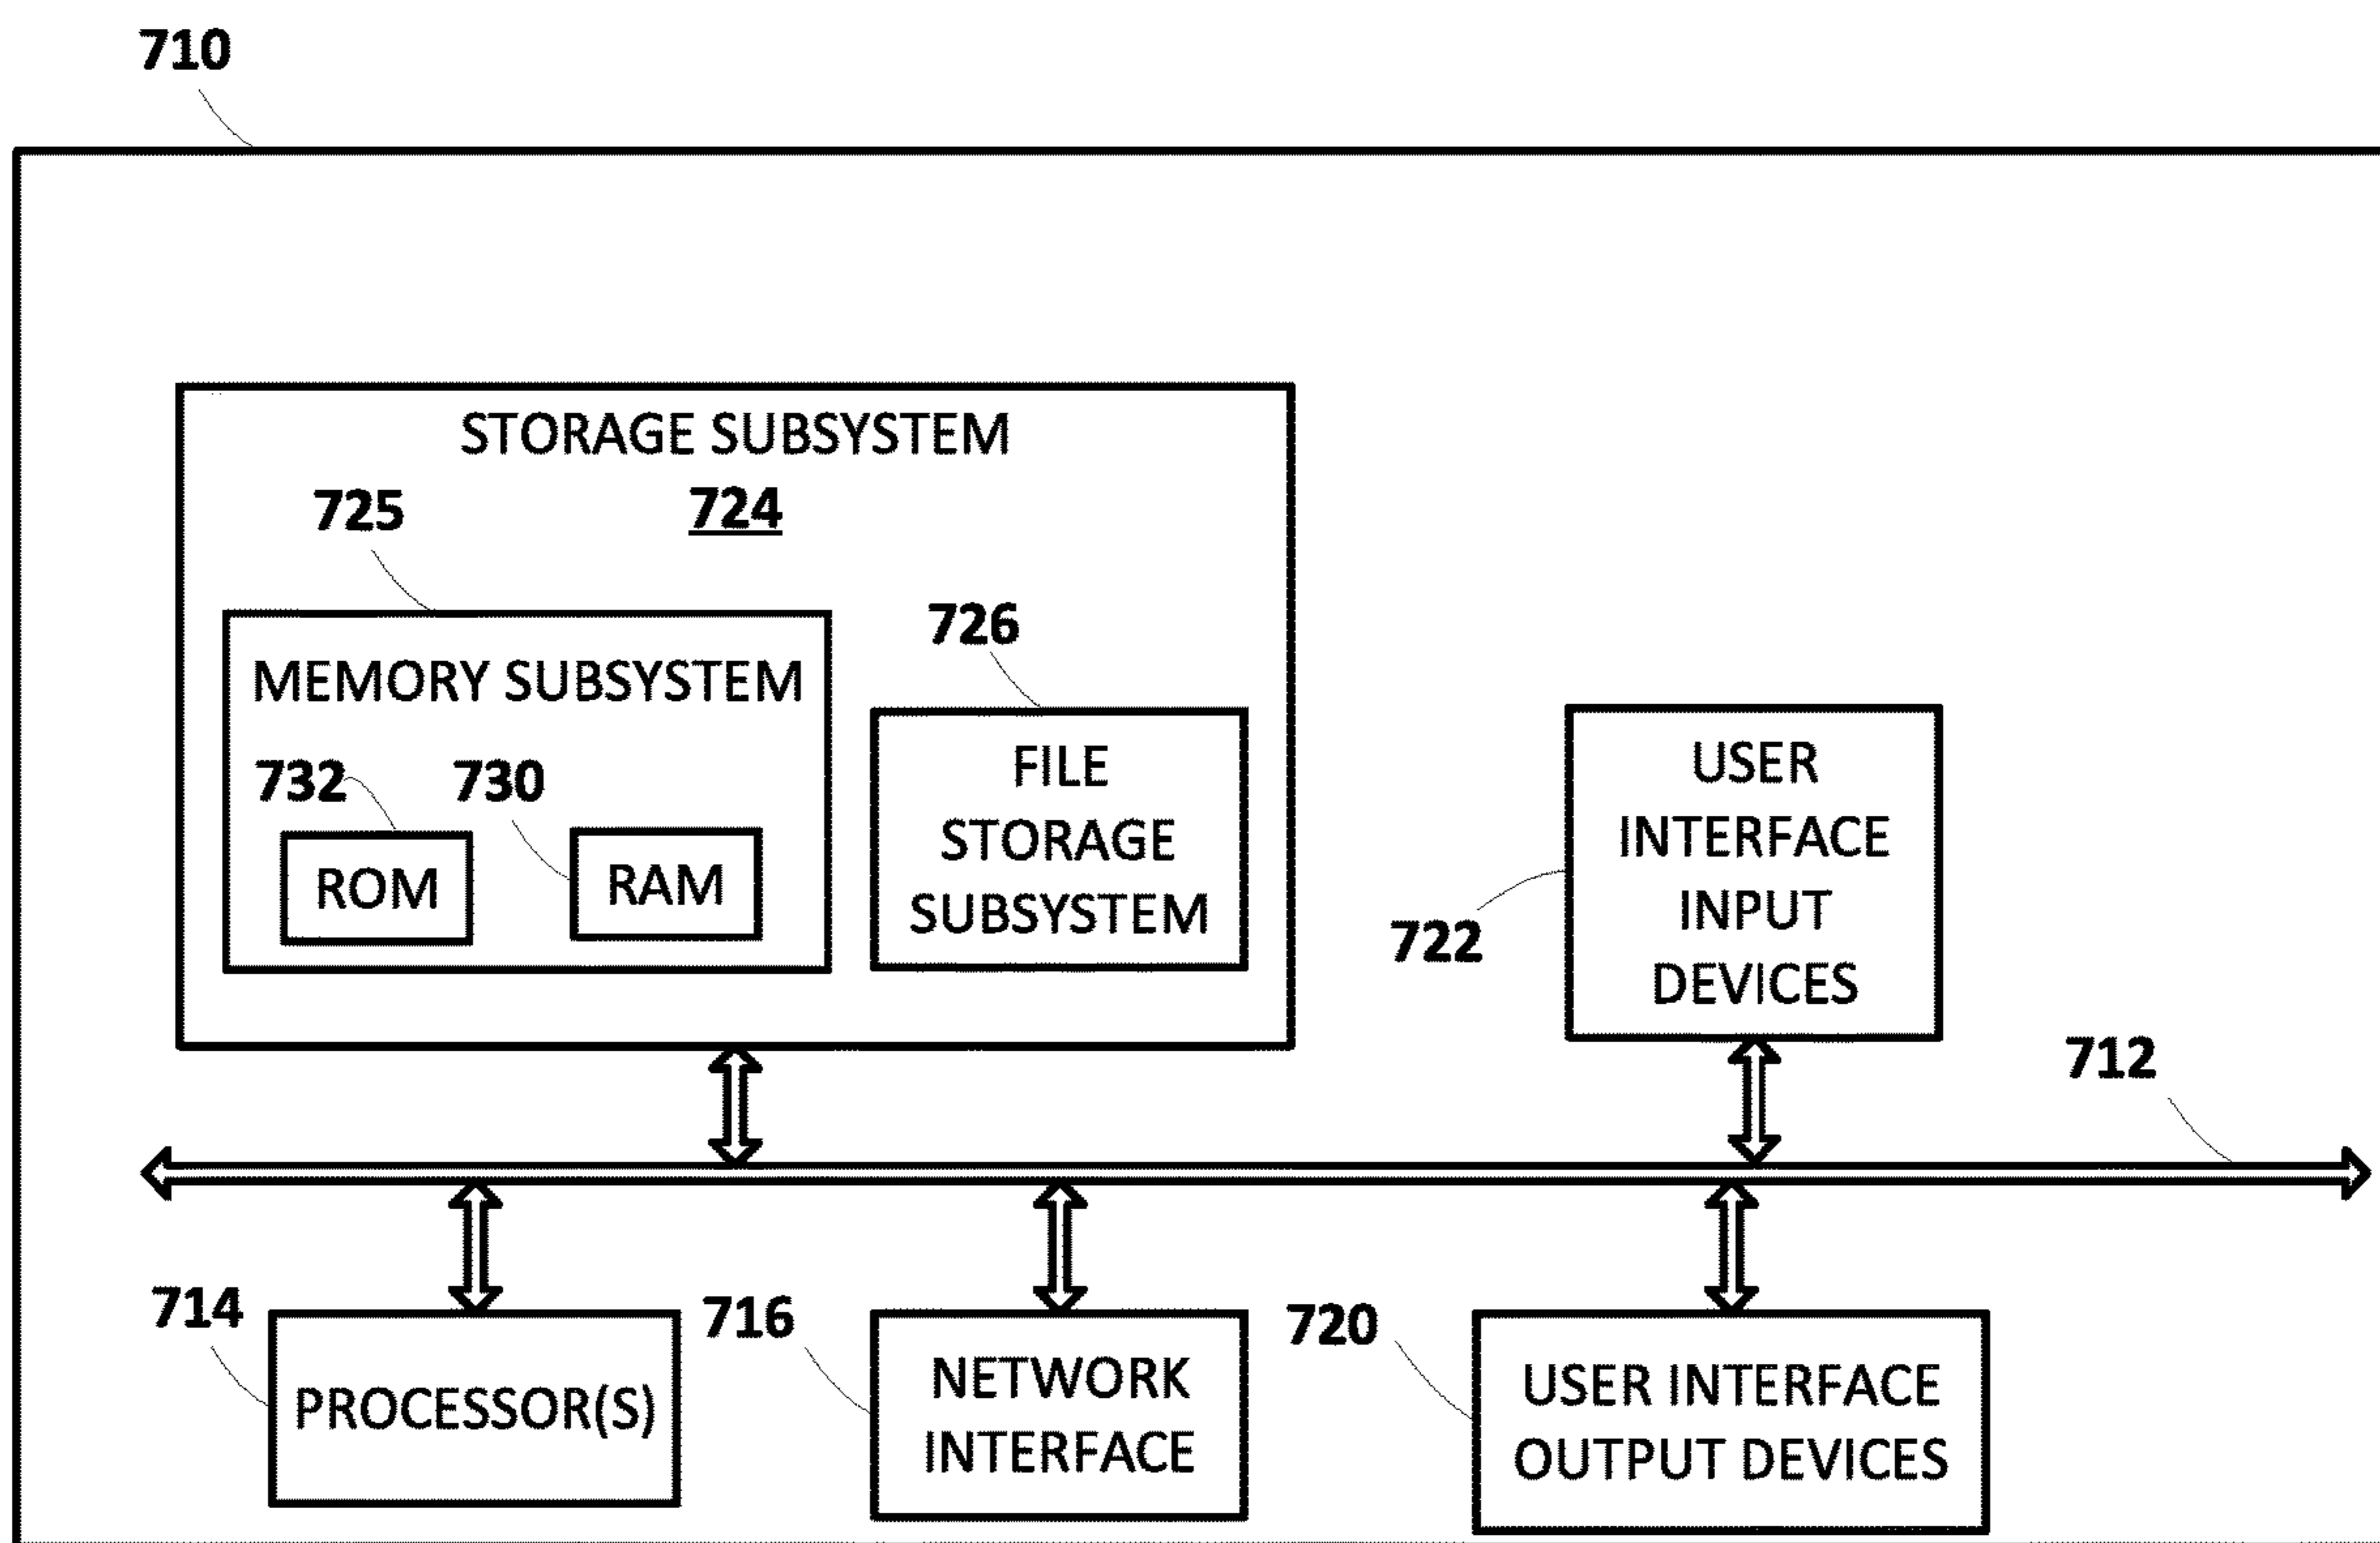 710
STORAGE SUBSYSTEM
725
724
726
MEMORY SUBSYSTEM
732
730
ROM
RAM
FILE
STORAGE
SUBSYSTEM
USER
INTERFACE
INPUT
DEVICES
722
712
714
716
720
PROCESSOR(S)
NETWORK
INTERFACE
USER INTERFACE
OUTPUT DEVICES